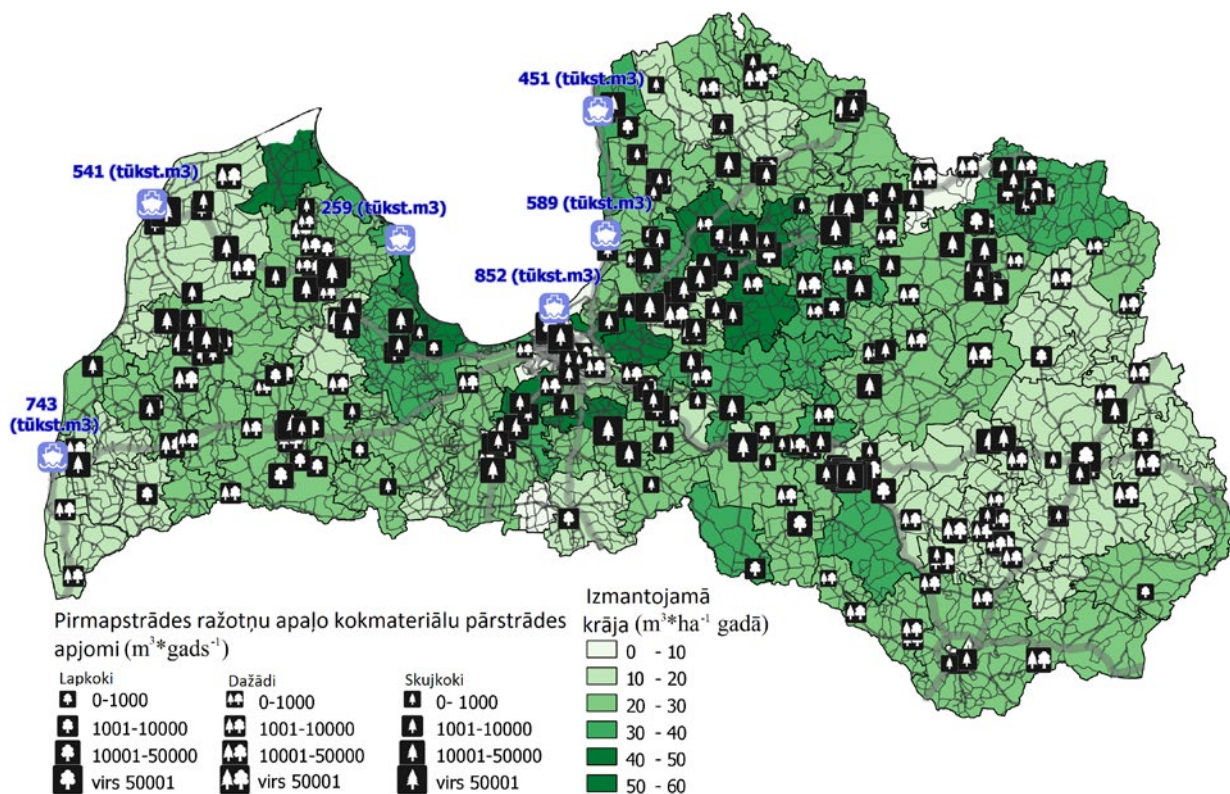 451 (tūkst.m3)
541 (tūkst.m3)
259 (tūkst.m3)
589 (tūkst.m3)
852 (tūkst.m3)
743
(tūkst.m3)
Pirmapstrādes ražotņu apaļo kokmateriālu pārstrādes
apjomi (m³*gads⁻¹)
Lapkoki
0-1000
1001-10000
10001-50000
virs 50001
Dažādi
0-1000
1001-10000
10001-50000
virs 50001
Skujkoki
0- 1000
1001-10000
10001-50000
virs 50001
Izmantojamā
krāja (m³*ha⁻¹ gadā)
0 - 10
10 - 20
20 - 30
30 - 40
40 - 50
50 - 60